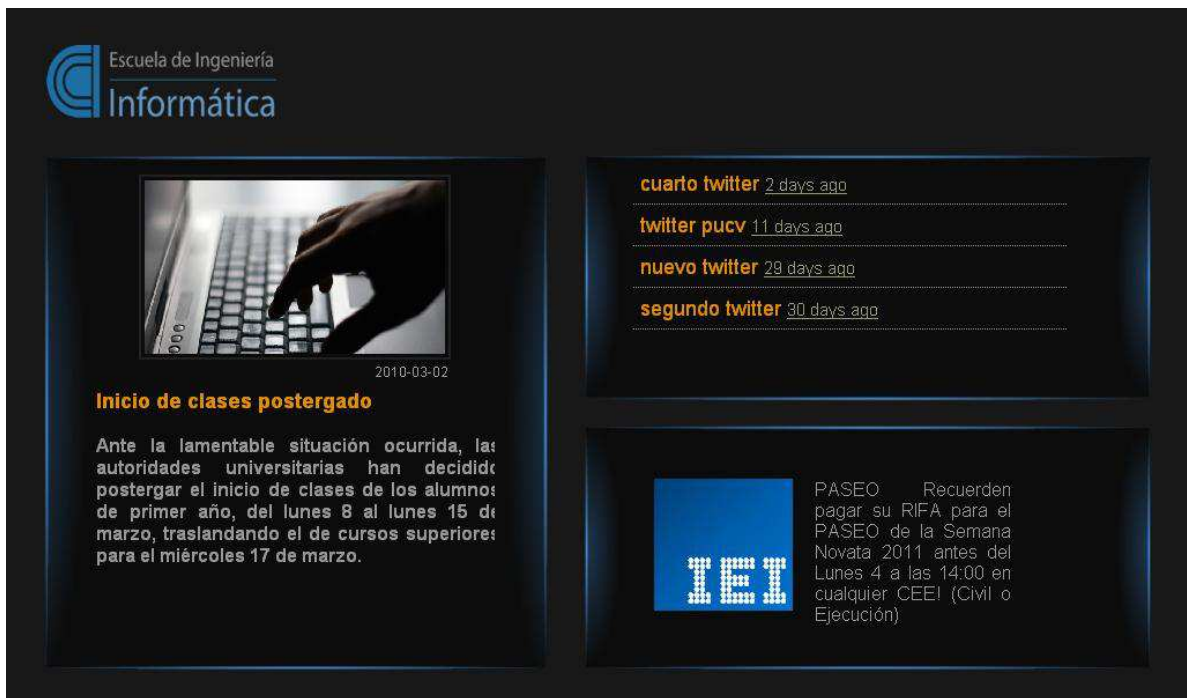 Escuela de Ingeniería
Informática
2010-03-02
Inicio de clases postergado
Ante la lamentable situación ocurrida, las
autoridades universitarias han decidido
postergar el inicio de clases de los alumnos
de primer año, del lunes 8 al lunes 15 de
marzo, traslandando el de cursos superiores
para el miércoles 17 de marzo.
cuarto twitter 2 days ago
twitter pucv 11 days ago
nuevo twitter 29 days ago
segundo twitter 30 days ago
IEI
PASEO Recuerden
pagar su RIFA para el
PASEO de la Semana
Novata 2011 antes del
Lunes 4 a las 14:00 en
cualquier CEE! (Civil o
Ejecución)